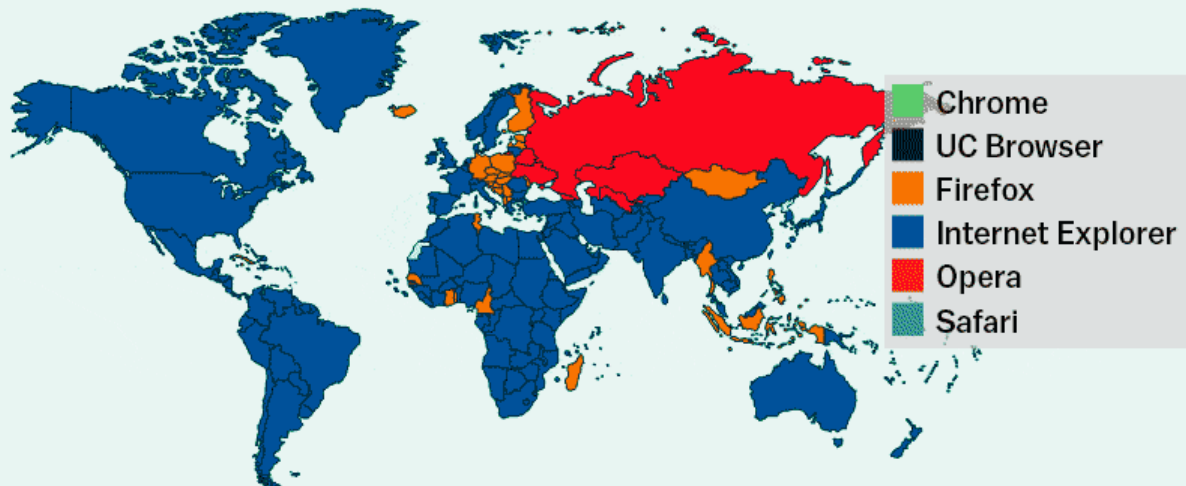 Chrome
UC Browser
Firefox
Internet Explorer
Opera
Safari